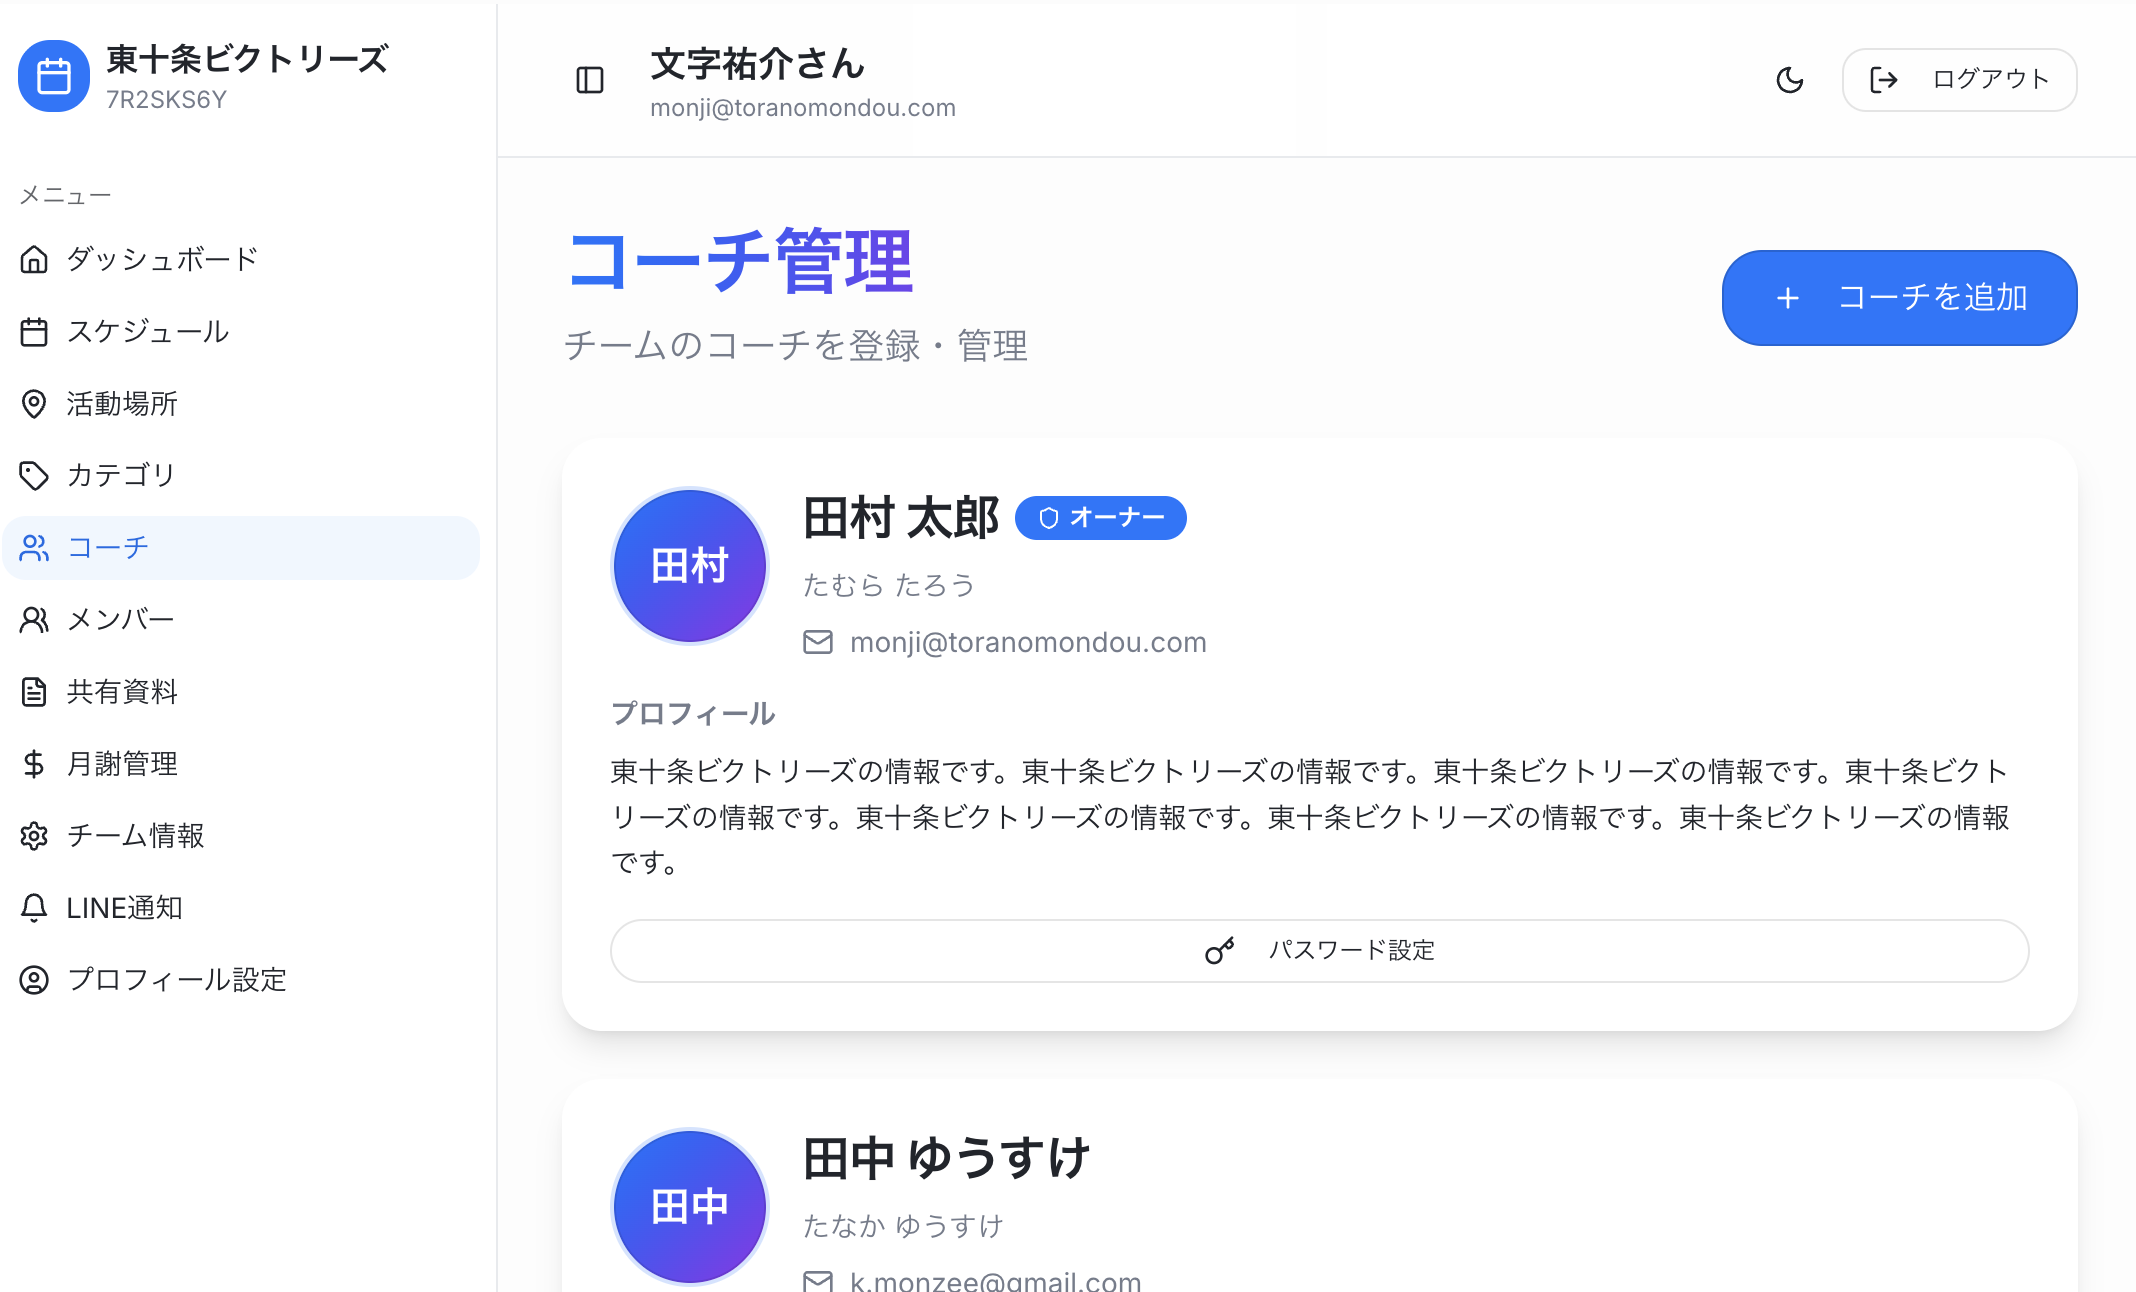 東十条ビクトリーズ
7R2SKS6Y
メニュー
ダッシュボード
スケジュール
活動場所
カテゴリ
コーチ
メンバー
共有資料
月謝管理
チーム情報
LINE通知
プロフィール設定
文字祐介さん
monji@toranomondou.com
ログアウト
コーチ管理
チームのコーチを登録・管理
コーチを追加
田村
田村 太郎
オーナー
たむら たろう
monji@toranomondou.com
プロフィール
東十条ビクトリーズの情報です。東十条ビクトリーズの情報です。東十条ビクトリーズの情報です。東十条ビクト
リーズの情報です。東十条ビクトリーズの情報です。東十条ビクトリーズの情報です。東十条ビクトリーズの情報
です。
パスワード設定
田中
田中 ゆうすけ
たなか ゆうすけ
k.monzee@gmail.com